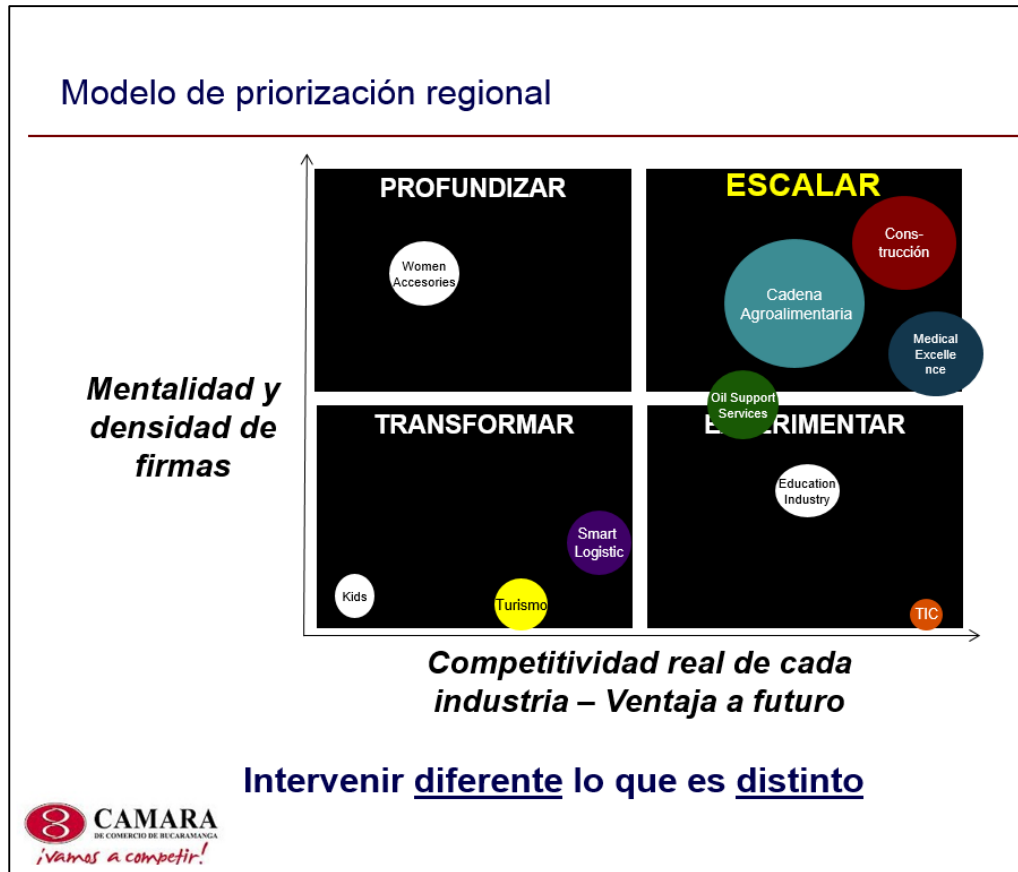 Modelo de priorización regional
PROFUNDIZAR
ESCALAR
Women
Accesories
Cons-
trucción
Cadena
Agroalimentaria
Medical
Excelle
nce
Mentalidad y
densidad de
firmas
Oil Support
Services
TRANSFORMAR
EXPERIMENTAR
Education
Industry
Smart
Logistic
Kids
Turismo
TIC
Competitividad real de cada
industria – Ventaja a futuro
Intervenir diferente lo que es distinto
CAMARA
DE COMERCIO DE BUCARAMANGA
¡vamos a competir!